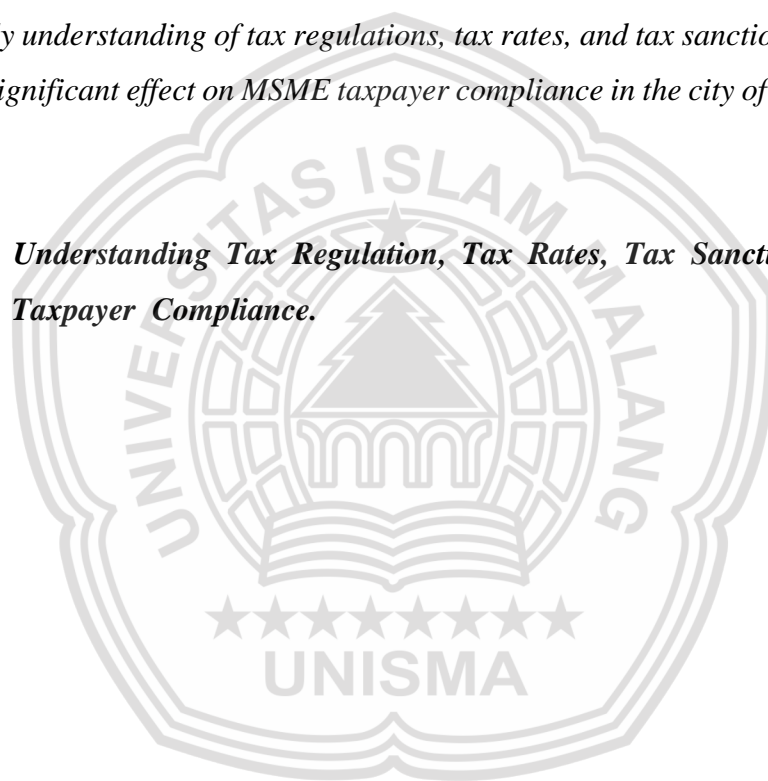 y understanding of tax regulations, tax rates, and tax sanctio
ignificant effect on MSME taxpayer compliance in the city of
Understanding Tax Regulation, Tax Rates, Tax Sancti
Taxpayer Compliance.
UNIVERSITAS ISLAM MALANG
UNISMA